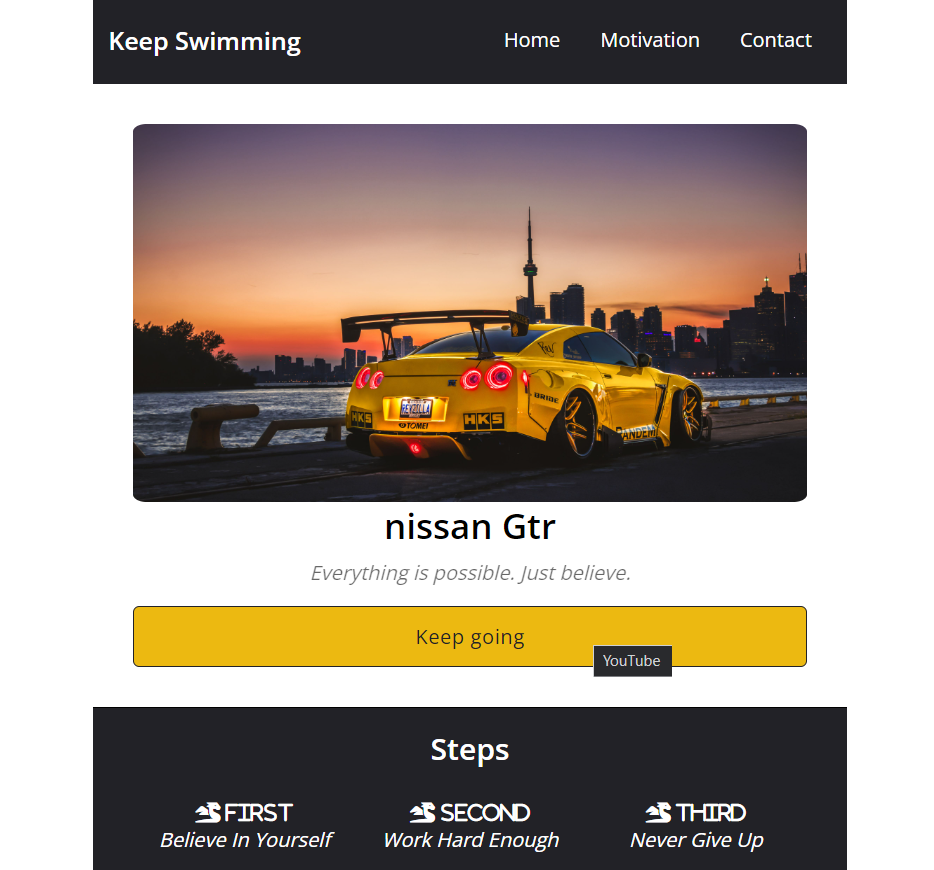 Keep Swimming
Home Motivation Contact
HKS
TOMEI
HKS
BRIDE
PANDEM
nissan Gtr
Everything is possible. Just believe.
Keep going
YouTube
Steps
FIRST SECOND THIRD
Believe In Yourself Work Hard Enough Never Give Up